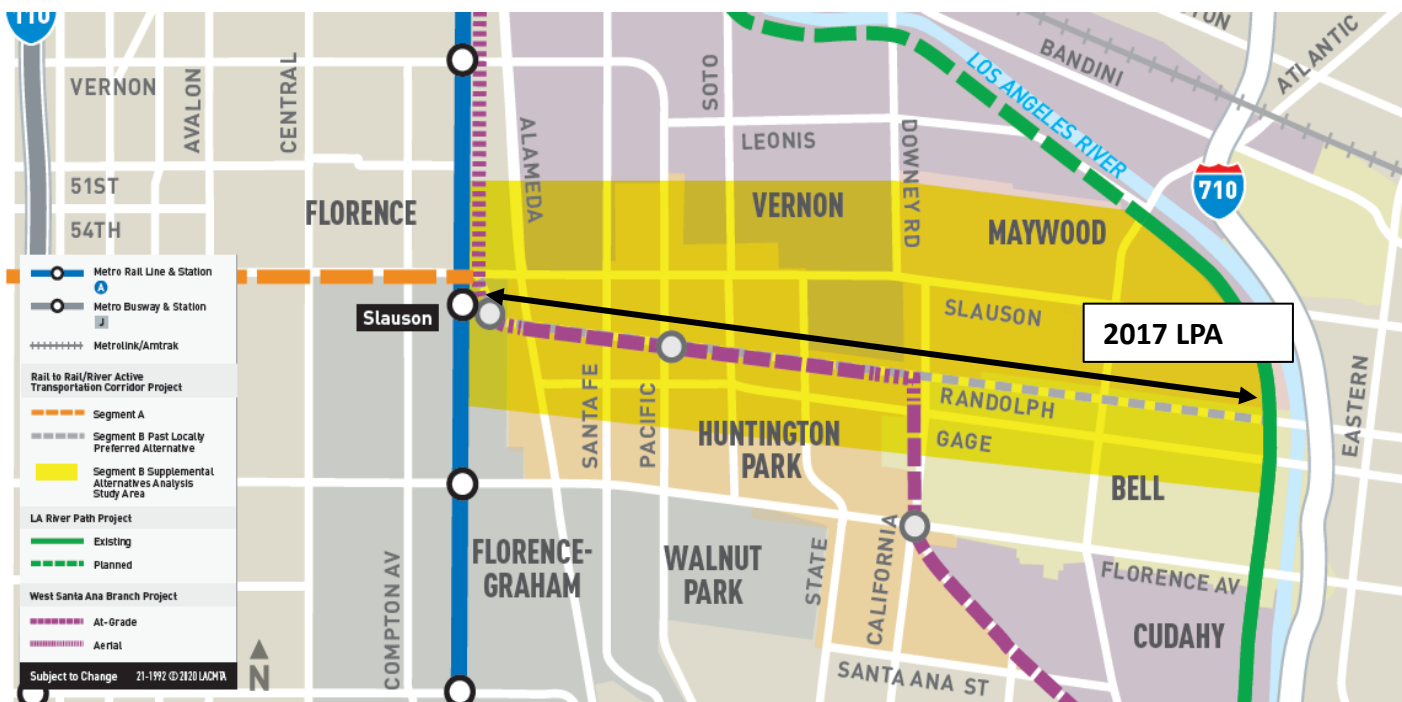 110
VERNON
AVALON
CENTRAL
51ST
54TH
FLORENCE
ALAMEDA
SOTO
LEONIS
DOWNEY RD
VERNON
MAYWOOD
BANDINI
ATLANTIC
LOS ANGELES RIVER
710
Slauson
SLAUSON
2017 LPA
SANTA FE
PACIFIC
RANDOLPH
GAGE
HUNTINGTON
PARK
BELL
EASTERN
COMPTON AV
FLORENCE-
GRAHAM
WALNUT
PARK
STATE
CALIFORNIA
FLORENCE AV
CUDAHY
SANTA ANA ST
Metro Rail Line & Station
A
Metro Busway & Station
J
Metrolink/Amtrak
Rail to Rail/River Active
Transportation Corridor Project
Segment A
Segment B Past Locally
Preferred Alternative
Segment B Supplemental
Alternatives Analysis
Study Area
LA River Path Project
Existing
Planned
West Santa Ana Branch Project
At-Grade
Aerial
Subject to Change 21-1992 © 2020 LACMTA
N